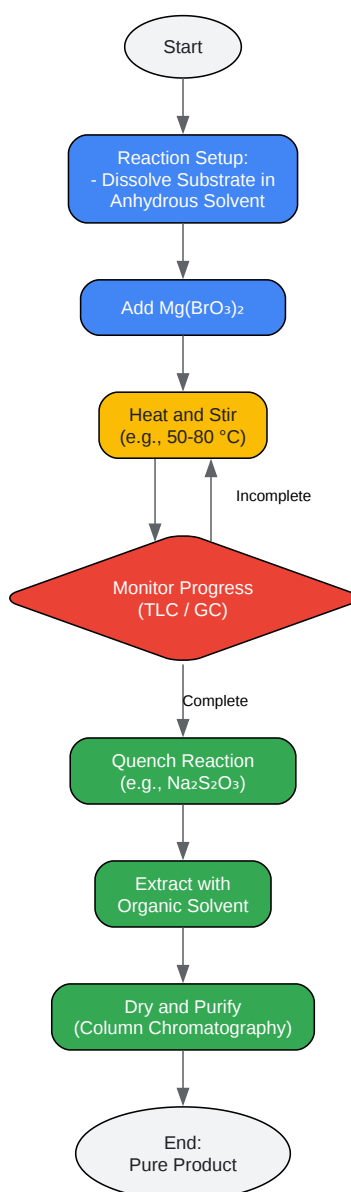 Start
Reaction Setup:
- Dissolve Substrate in
Anhydrous Solvent
Add Mg(BrO₃)₂
Heat and Stir
(e.g., 50-80 °C)
Incomplete
Monitor Progress
(TLC / GC)
Complete
Quench Reaction
(e.g., Na₂S₂O₃)
Extract with
Organic Solvent
Dry and Purify
(Column Chromatography)
End:
Pure Product